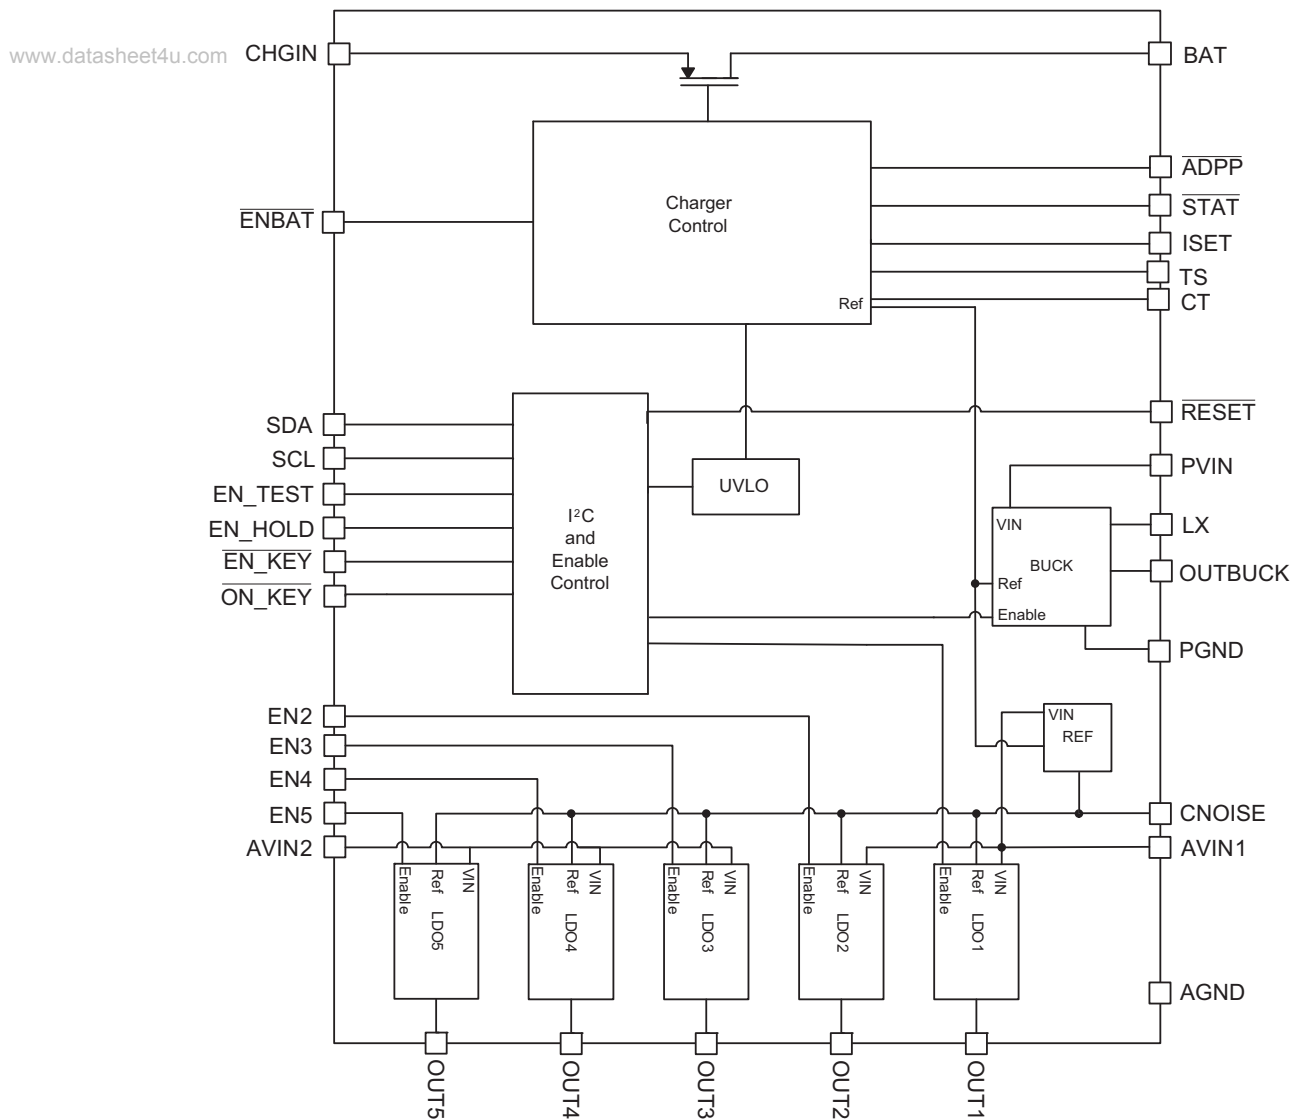 www.datasheet4u.com
CHGIN
BAT
Charger
Control
Ref
ENBAT
ADPP
STAT
ISET
TS
CT
SDA
SCL
EN_TEST
EN_HOLD
EN_KEY
ON_KEY
I²C
and
Enable
Control
UVLO
RESET
PVIN
LX
OUTBUCK
PGND
VIN
BUCK
Ref
Enable
EN2
EN3
EN4
EN5
AVIN2
VIN
REF
CNOISE
AVIN1
AGND
Enable
Ref
VIN
LDO5
Enable
Ref
VIN
LDO4
Enable
Ref
VIN
LDO3
Enable
Ref
VIN
LDO2
Enable
Ref
VIN
LDO1
OUT5
OUT4
OUT3
OUT2
OUT1